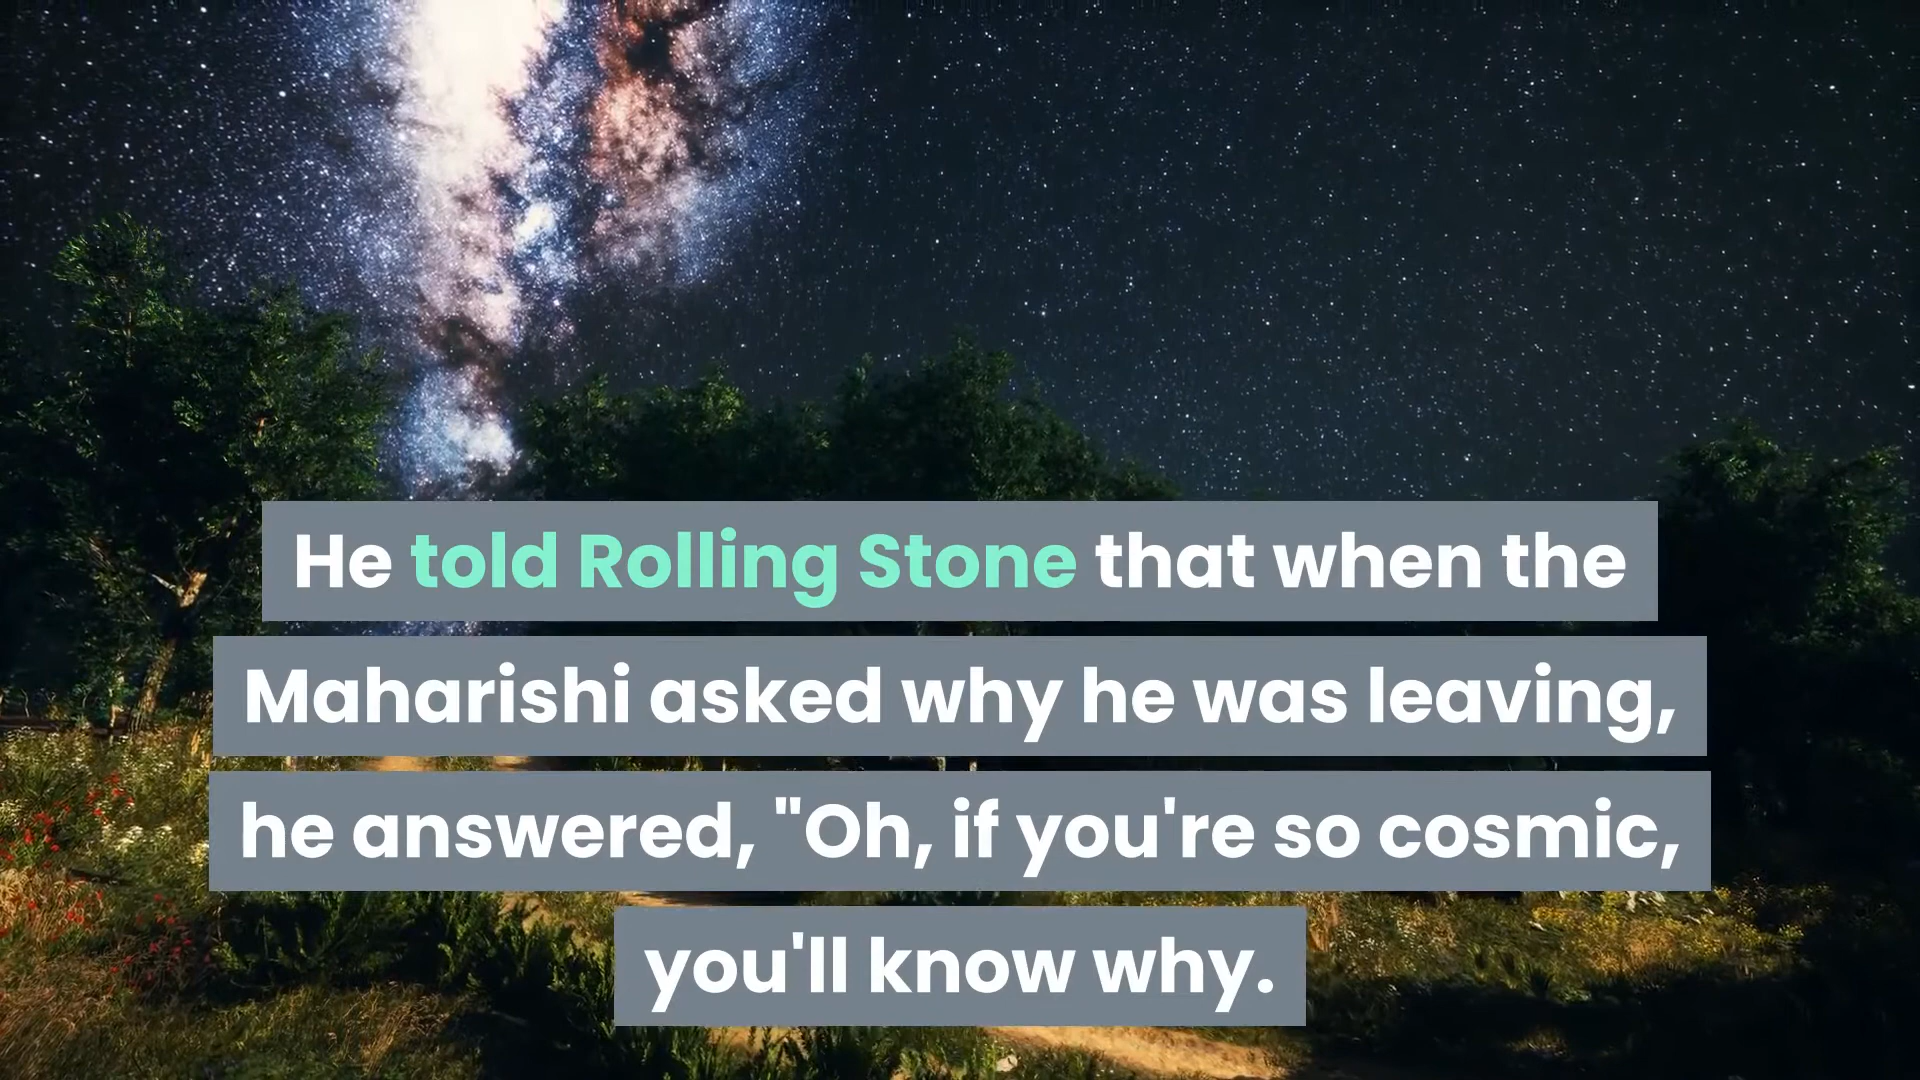 He told Rolling Stone that when the
Maharishi asked why he was leaving,
he answered, "Oh, if you're so cosmic,
you'll know why.